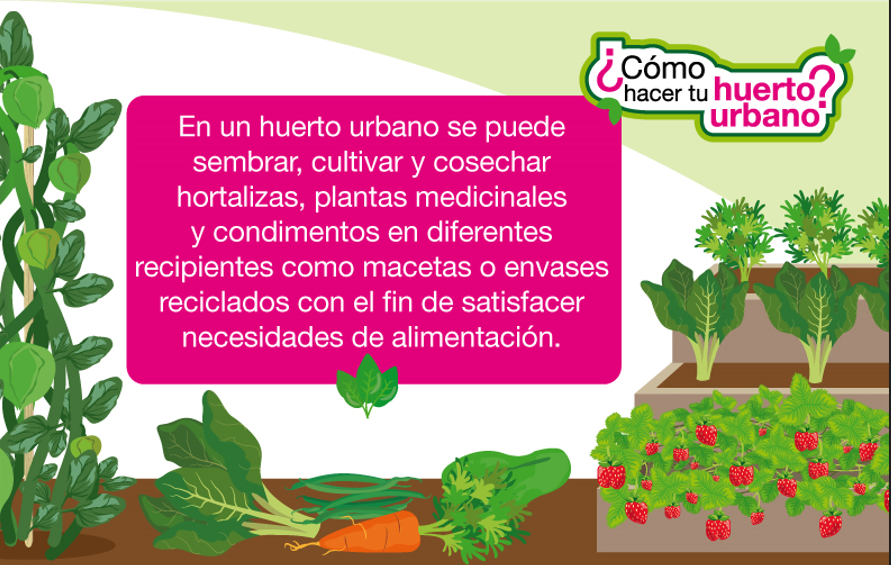 ¿Cómo
hacer tu huerto
urbano?
En un huerto urbano se puede
sembrar, cultivar y cosechar
hortalizas, plantas medicinales
y condimentos en diferentes
recipientes como macetas o envases
reciclados con el fin de satisfacer
necesidades de alimentación.